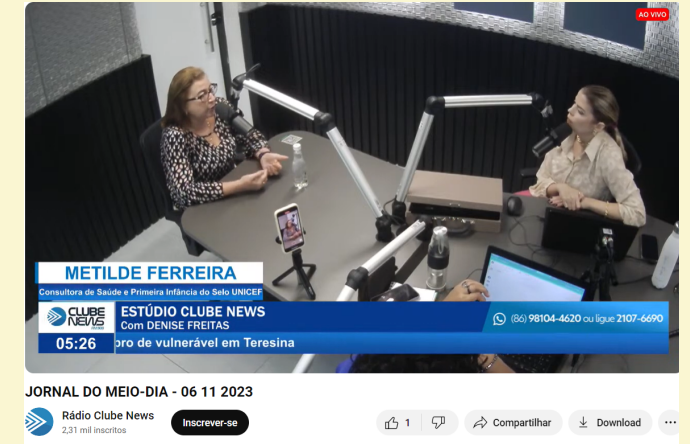 AO VIVO
METILDE FERREIRA
Consultora de Saúde e Primeira Infância do Selo UNICEF
CLUBE NEWS
ESTÚDIO CLUBE NEWS
Com DENISE FREITAS
(86) 98104-4620 ou ligue 2107-6690
05:26
de vulnerável em Teresina
JORNAL DO MEIO-DIA - 06 11 2023
Rádio Clube News
2,31 mil inscritos
Inscrever-se
1
Compartilhar
Download